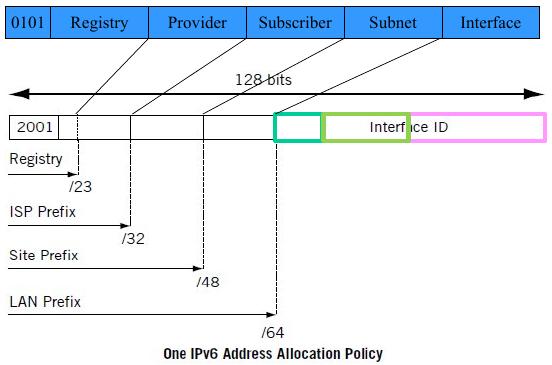 0101 Registry Provider Subscriber Subnet Interface
128 bits
2001 Interface ID
Registry
/23
ISP Prefix
/32
Site Prefix
/48
LAN Prefix
/64
One IPv6 Address Allocation Policy